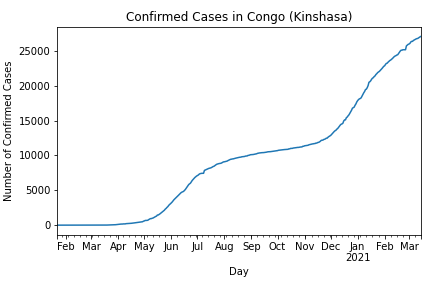 Confirmed Cases in Congo (Kinshasa)
Number of Confirmed Cases
25000
20000
15000
10000
5000
0
Feb Mar Apr May Jun Jul Aug Sep Oct Nov Dec Jan Feb Mar
2021
Day